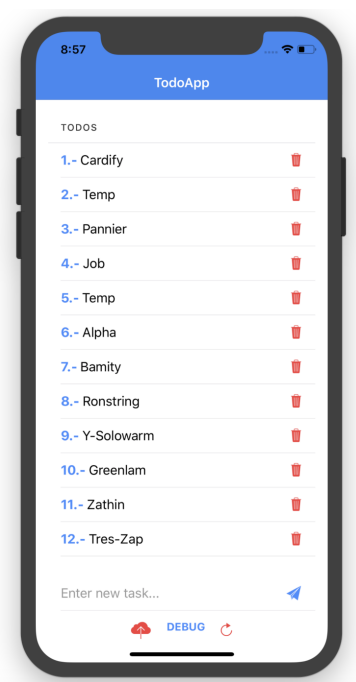 8:57
TodoApp
TODOS
1.- Cardify
2.- Temp
3.- Pannier
4.- Job
5.- Temp
6.- Alpha
7.- Bamity
8.- Ronstring
9.- Y-Solowarm
10.- Greenlam
11.- Zathin
12.- Tres-Zap
Enter new task...
DEBUG